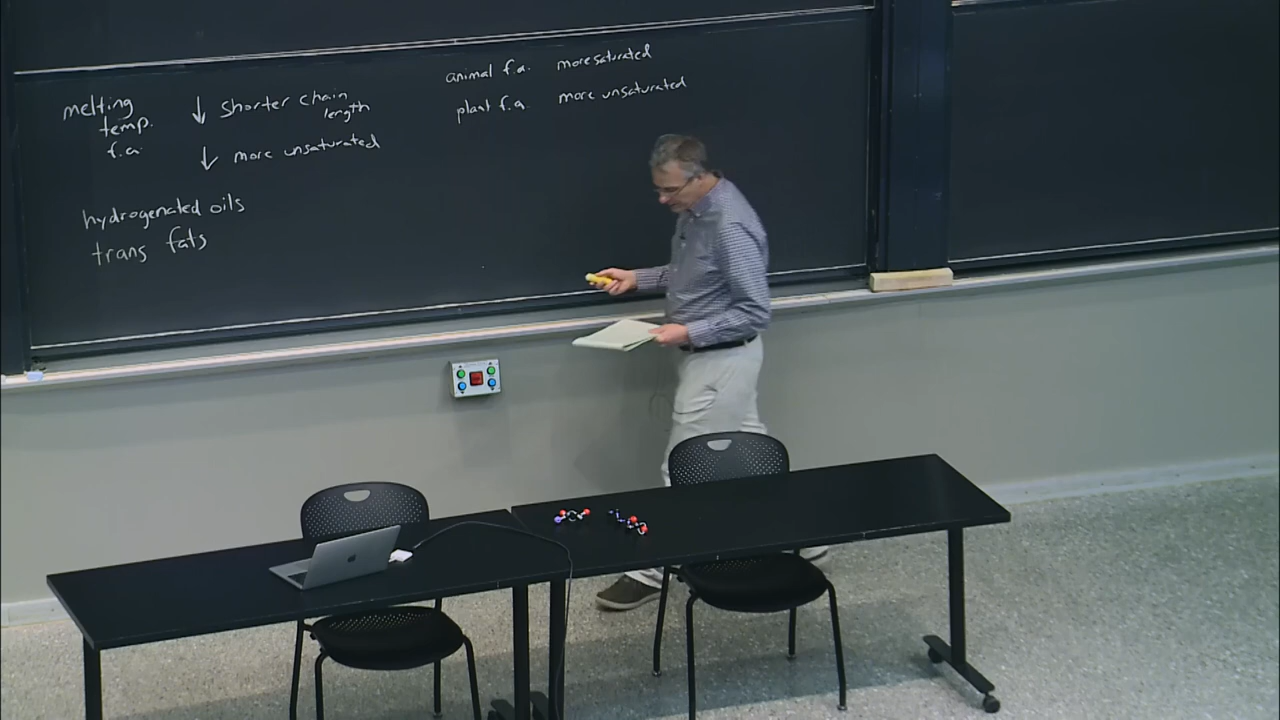 melting
temp.
f.a.
↓ shorter chain
length
↓ more unsaturated
hydrogenated oils
trans fats
animal f.a. more saturated
plant f.a. more unsaturated